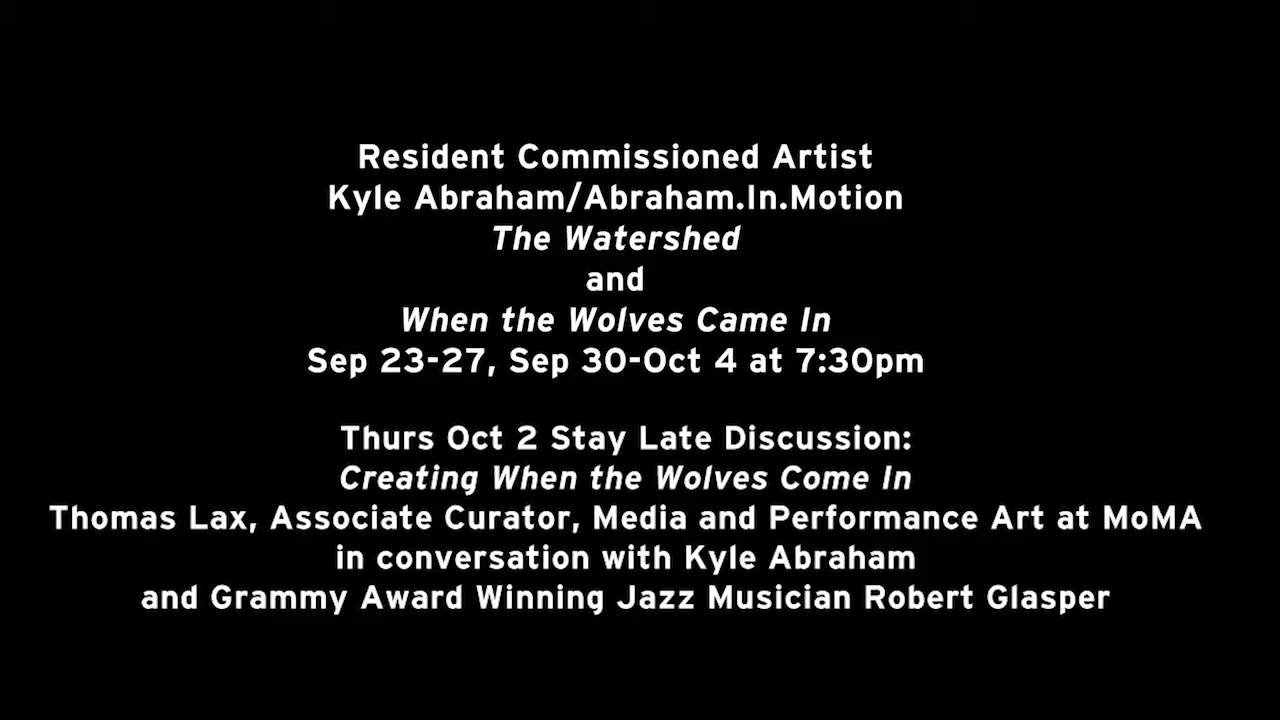 Resident Commissioned Artist
Kyle Abraham/Abraham.In.Motion
The Watershed
and
When the Wolves Came In
Sep 23-27, Sep 30-Oct 4 at 7:30pm
Thurs Oct 2 Stay Late Discussion:
Creating When the Wolves Come In
Thomas Lax, Associate Curator, Media and Performance Art at MoMA
in conversation with Kyle Abraham
and Grammy Award Winning Jazz Musician Robert Glasper